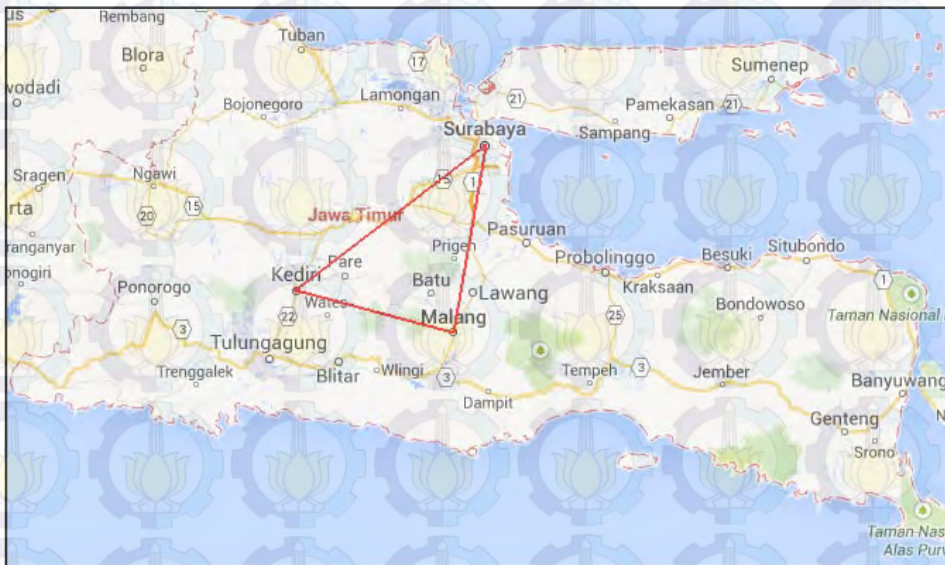 us
Rembang
Tuban
Blora
17
Sumenep
wodadi
Lamongan
Bojonegoro
21
Pamekasan
21
Surabaya
Sampang
Ngawi
Sragen
15
1
20
15
rta
Jawa Timur
Pasuruan
ranganyar
Prigen
Situbondo
Besuki
Probolinggo
onogiri
Kediri
Pare
Batu
Kraksaan
1
Ponorogo
Lawang
Wates
Bondowoso
Taman Nasional
22
Malang
25
3
Tulungagung
Trenggalek
Blitar
Wlingi
3
Tempeh
3
Jember
Banyuwang
Dampit
Genteng
Srono
Taman Nas
Alas Purw